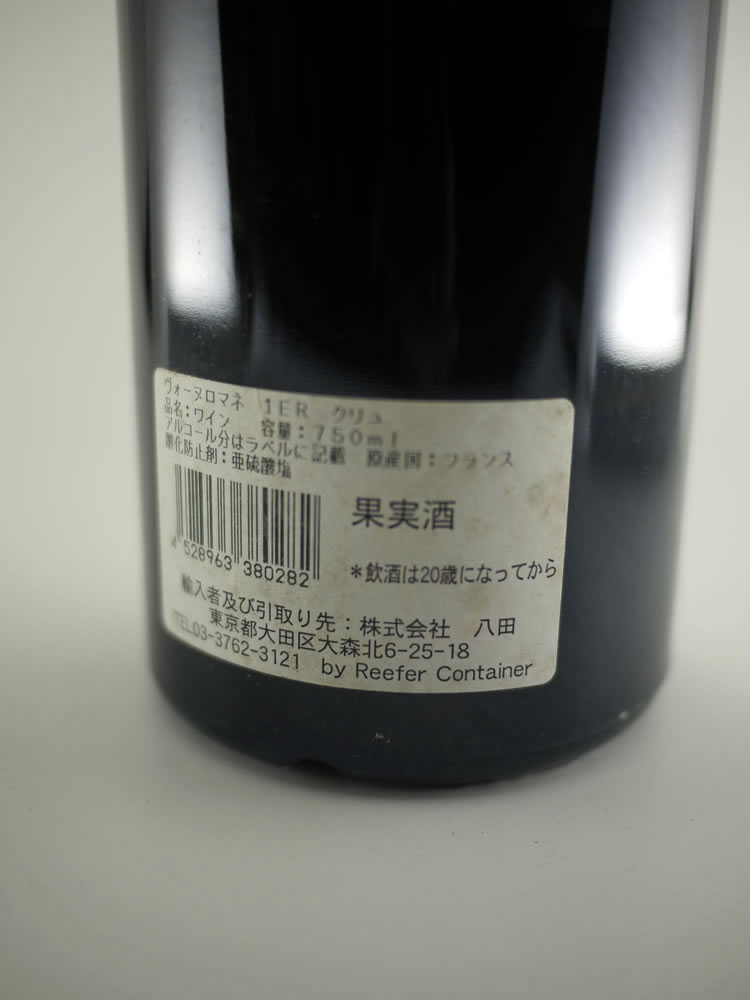 ヴォーヌロマネ 1ER クリュ
品名:ワイン 容量:750ml
アルコール分はラベルに記載 原産国:フランス
酸化防止剤:亜硫酸塩
果実酒
4 528963 380282
*飲酒は20歳になってから
輸入者及び引取り先:株式会社 八田
東京都大田区大森北6-25-18
TEL03-3762-3121 by Reefer Container